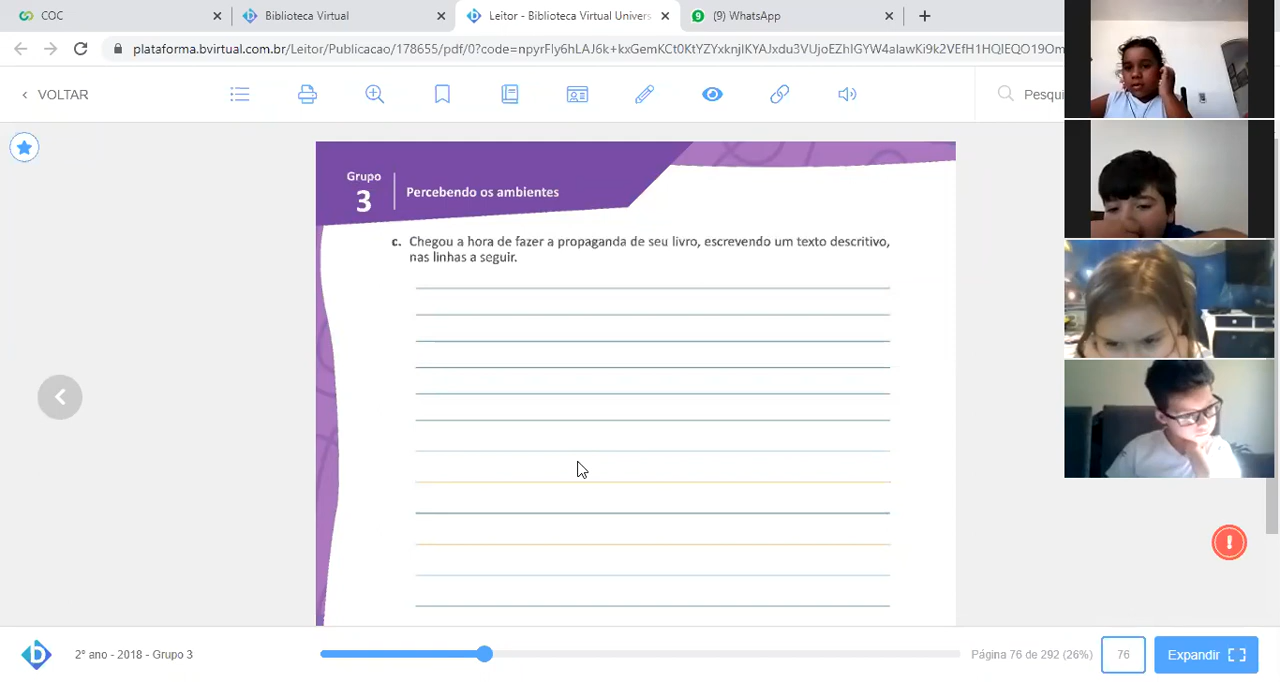 COC
Biblioteca Virtual
Leitor - Biblioteca Virtual Univers
(9) WhatsApp
plataforma.bvirtual.com.br/Leitor/Publicacao/178655/pdf/0?code=
VOLTAR
Pesqui
Grupo
3
Percebendo os ambientes
c. Chegou a hora de fazer a propaganda de seu livro, escrevendo um texto descritivo,
nas linhas a seguir.
2º ano - 2018 - Grupo 3
Página 76 de 292 (26%)
76
Expandir